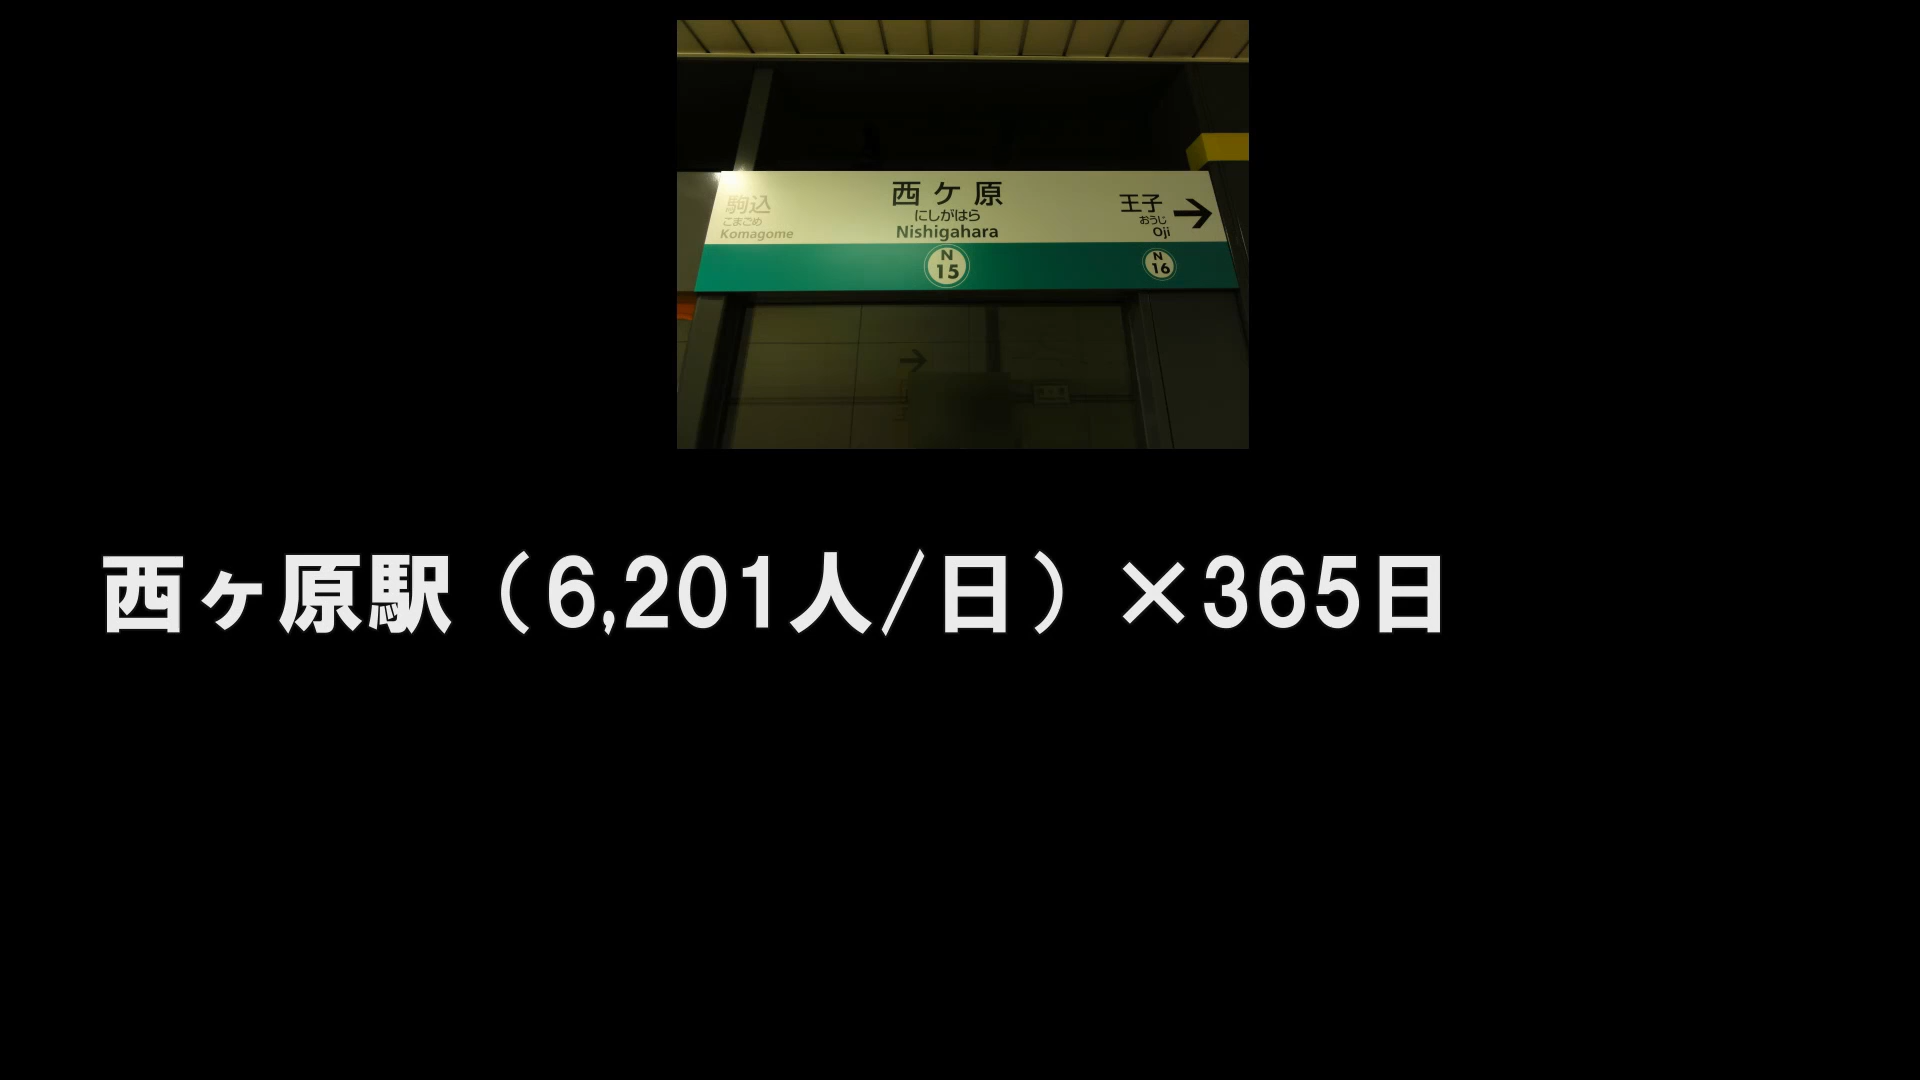 西ケ原
にしがはら
Nishigahara
駒込
こまごめ
Komagome
王子
おうじ
Oji
→
N
15
N
16
西ヶ原駅（6,201人/日）×365日